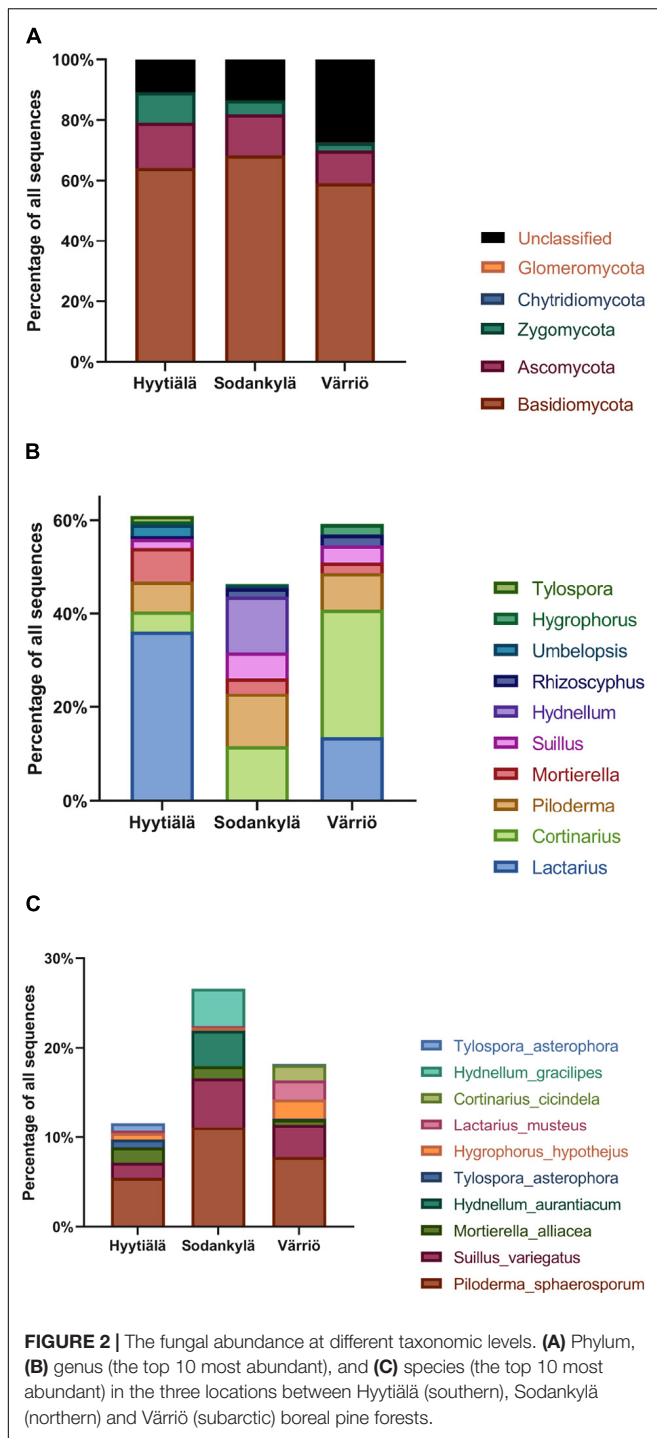 A
100%
80%
60%
40%
20%
0%
Percentage of all sequences
Hyytiälä Sodankylä Värriö
Unclassified
Glomeromycota
Chytridiomycota
Zygomycota
Ascomycota
Basidiomycota
B
60%
40%
20%
0%
Percentage of all sequences
Hyytiälä Sodankylä Värriö
Tylospora
Hygrophorus
Umbelopsis
Rhizoscyphus
Hydnellum
Suillus
Mortierella
Piloderma
Cortinarius
Lactarius
C
30%
20%
10%
0%
Percentage of all sequences
Hyytiälä Sodankylä Värriö
Tylospora_asterophora
Hydnellum_gracilipes
Cortinarius_cicindela
Lactarius_musteus
Hygrophorus_hypothejus
Tylospora_asterophora
Hydnellum_aurantiacum
Mortierella_alliacea
Suillus_variegatus
Piloderma_sphaerosporum
FIGURE 2 | The fungal abundance at different taxonomic levels. (A) Phylum,
(B) genus (the top 10 most abundant), and (C) species (the top 10 most
abundant) in the three locations between Hyytiälä (southern), Sodankylä
(northern) and Värriö (subarctic) boreal pine forests.